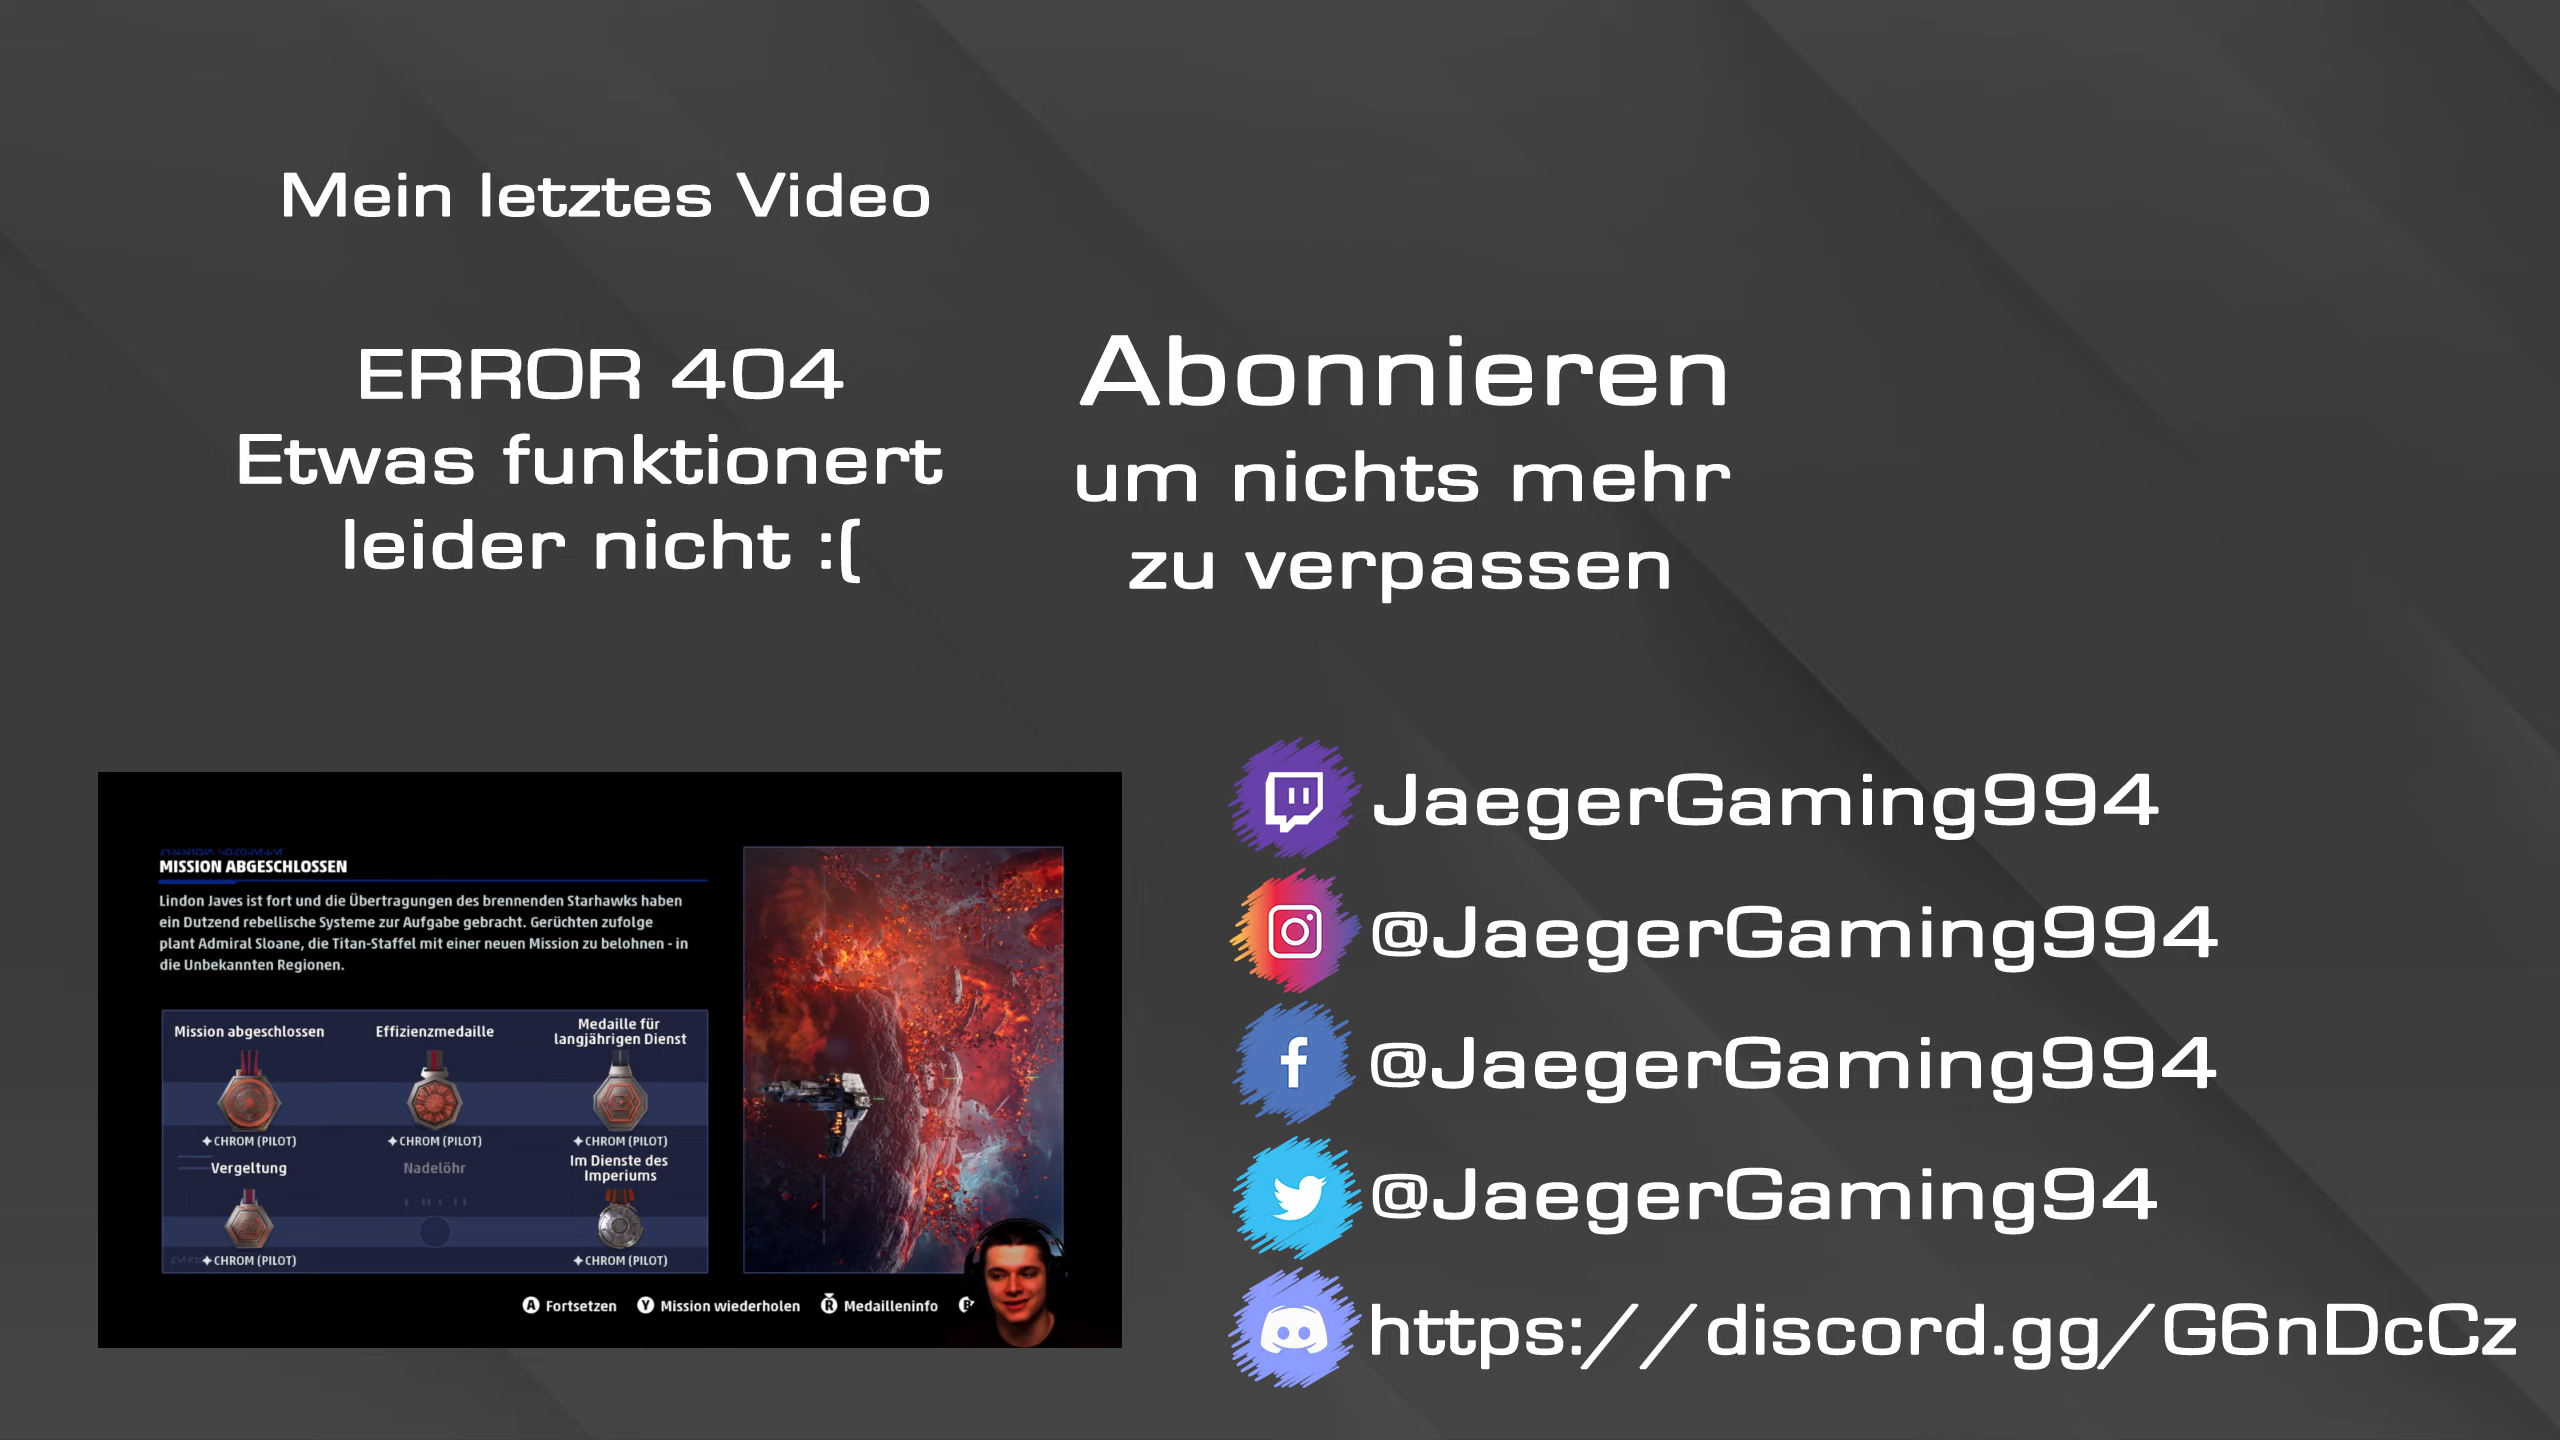 Mein letztes Video
ERROR 404
Etwas funktionert
leider nicht :(
Abonnieren
um nichts mehr
zu verpassen
MISSION ABGESCHLOSSEN
Lindon Javes ist fort und die Übertragungen des brennenden Starhawks haben
ein Dutzend rebellische Systeme zur Aufgabe gebracht. Gerüchten zufolge
plant Admiral Sloane, die Titan-Staffel mit einer neuen Mission zu belohnen - in
die Unbekannten Regionen.
Mission abgeschlossen
CHROM (PILOT)
Effizienzmedaille
CHROM (PILOT)
Medaille für
langjährigen Dienst
CHROM (PILOT)
Vergeltung
CHROM (PILOT)
Nadelöhr
Im Dienste des
Imperiums
CHROM (PILOT)
A Fortsetzen Y Mission wiederholen R Medailleninfo
JaegerGaming994
@JaegerGaming994
@JaegerGaming994
@JaegerGaming94
https://discord.gg/G6nDcCz